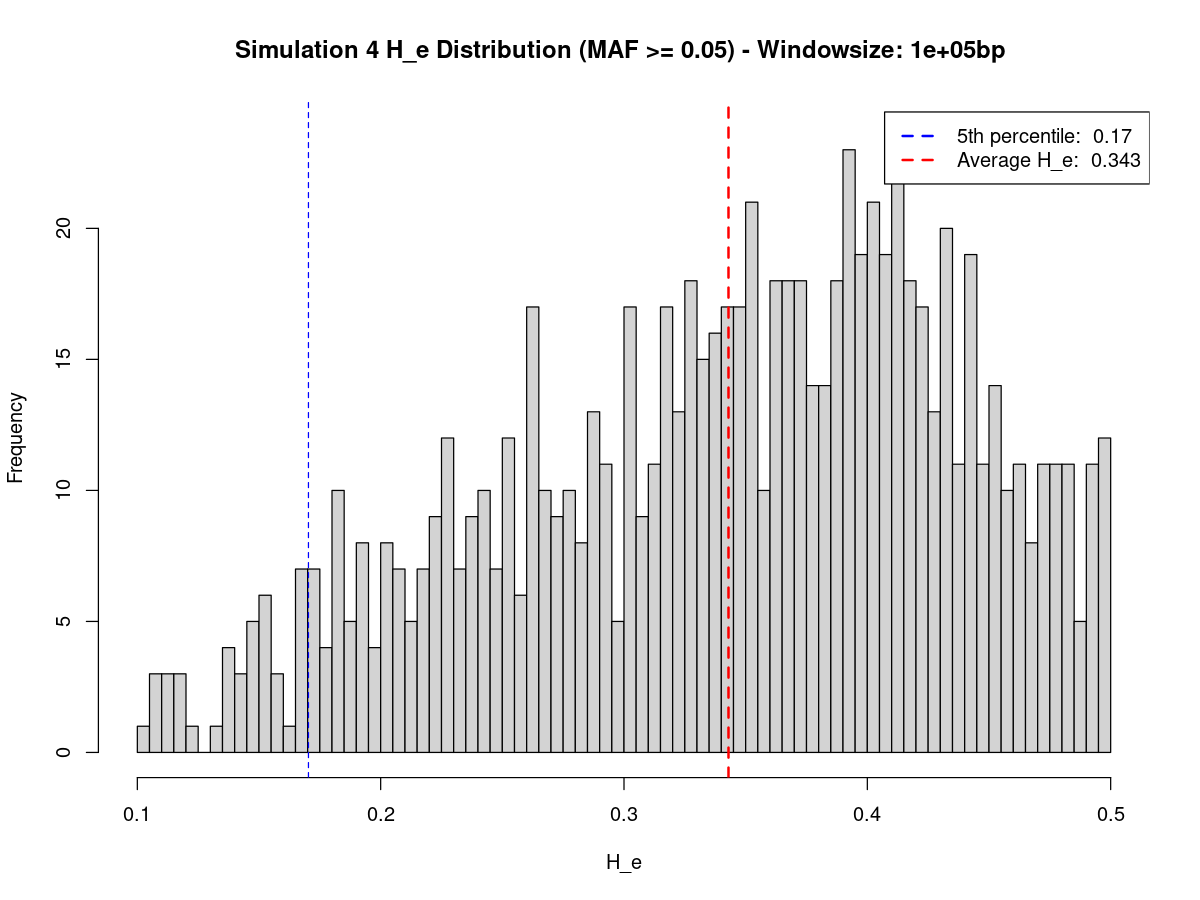 Simulation 4 H_e Distribution (MAF >= 0.05) - Windowsize: 1e+05bp
5th percentile: 0.17
Average H_e: 0.343
Frequency
20
15
10
5
0
0.1 0.2 0.3 0.4 0.5
H_e